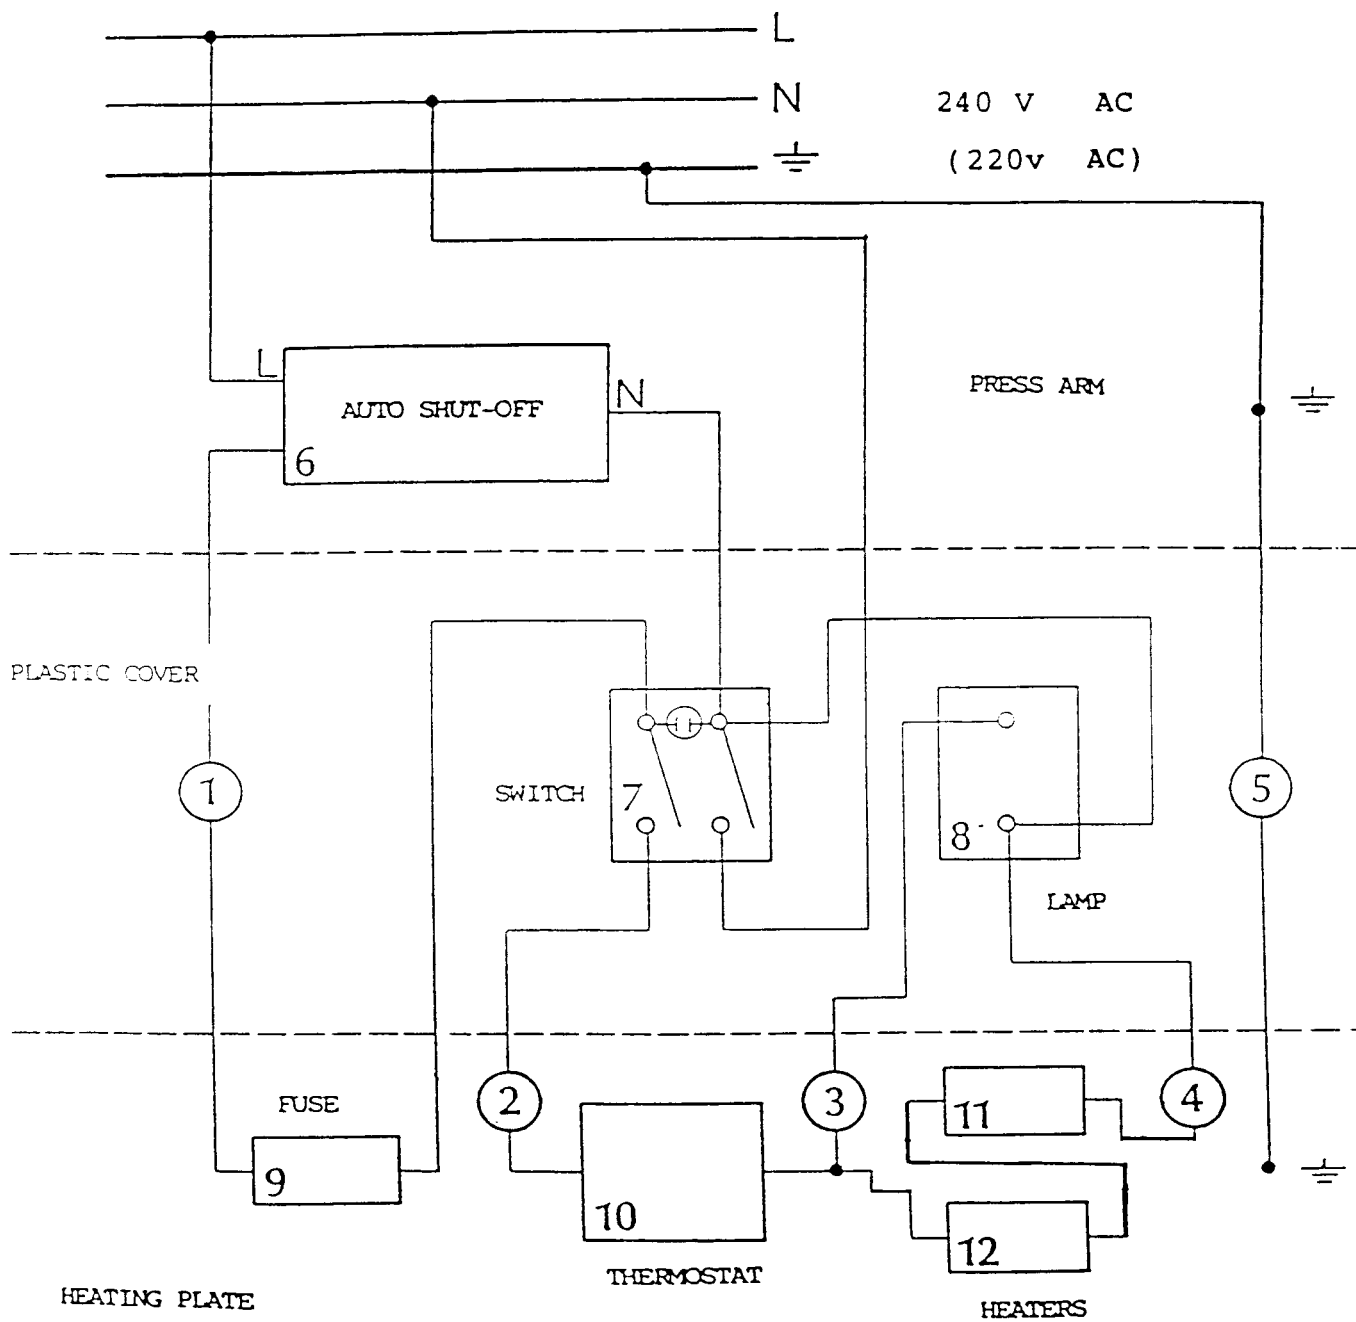 L
N
240 V AC
(220v AC)
L
N
AUTO SHUT-OFF
6
PRESS ARM
PLASTIC COVER
1
SWITCH
7
8
5
LAMP
FUSE
9
2
10
3
11
4
12
THERMOSTAT
HEATING PLATE
HEATERS